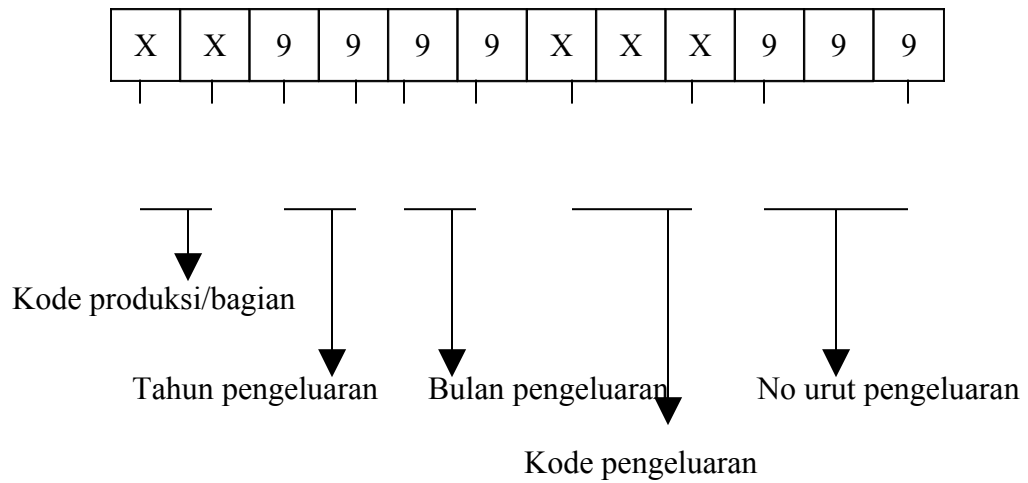 X X 9 9 9 9 X X X 9 9 9
Kode produksi/bagian
Tahun pengeluaran Bulan pengeluaran No urut pengeluaran
Kode pengeluaran